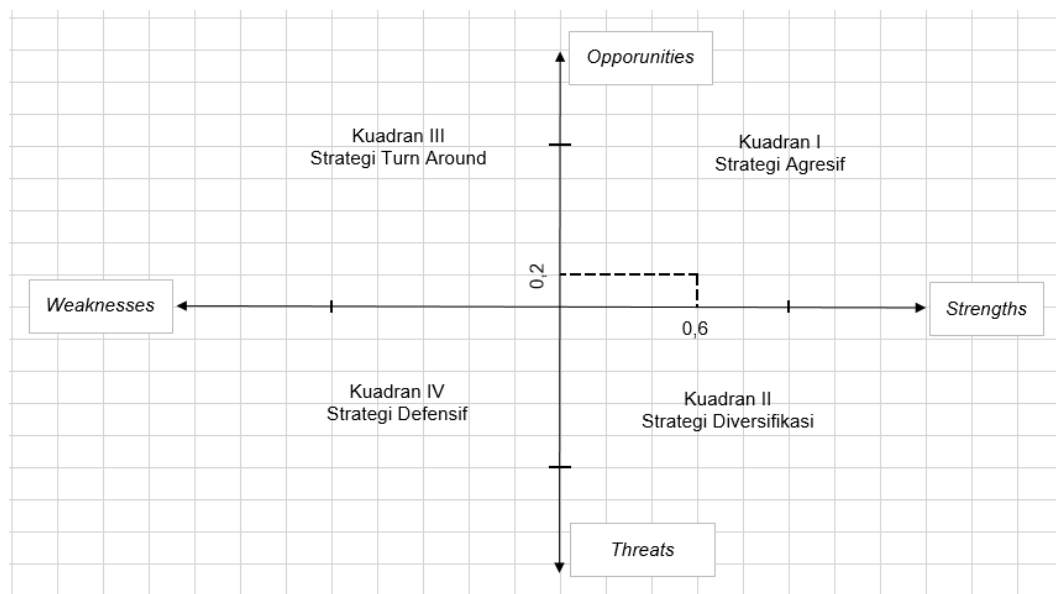 Opporunities
Kuadran III
Strategi Turn Around
Kuadran I
Strategi Agresif
0,2
Weaknesses
Strengths
0,6
Kuadran IV
Strategi Defensif
Kuadran II
Strategi Diversifikasi
Threats